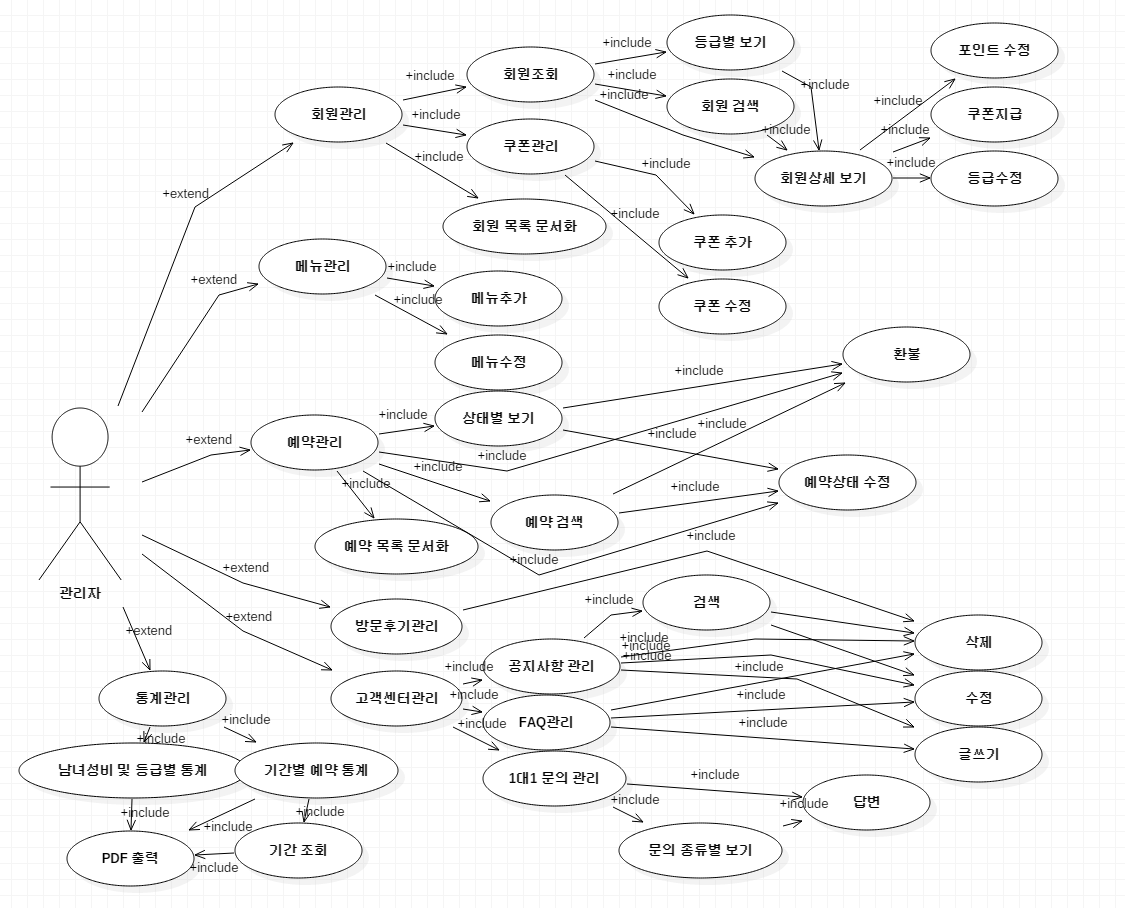 등급별 보기
+include
포인트 수정
회원조회
+include
+include
+include
+include
+include
+include
회원 검색
쿠폰지급
회원관리
+include
+include
+include
쿠폰관리
+include
+include
+include
회원상세 보기
등급수정
+extend
+include
회원 목록 문서화
쿠폰 추가
메뉴관리
+include
+extend
+include
메뉴추가
쿠폰 수정
환불
메뉴수정
+include
+include
상태별 보기
+include
+include
+extend
예약관리
+include
+include
+include
예약상태 수정
+include
예약 검색
+include
예약 목록 문서화
+include
+extend
관리자
+include
검색
+extend
방문후기관리
+extend
+include
+include
+include
삭제
+include
공지사항 관리
+include
통계관리
고객센터관리
+include
+include
수정
+include
+include
FAQ관리
+include
+include
글쓰기
남녀성비 및 등급별 통계
기간별 예약 통계
1대1 문의 관리
+include
+include
+include
답변
+include
+include
+include
PDF 출력
기간 조회
문의 종류별 보기
+include